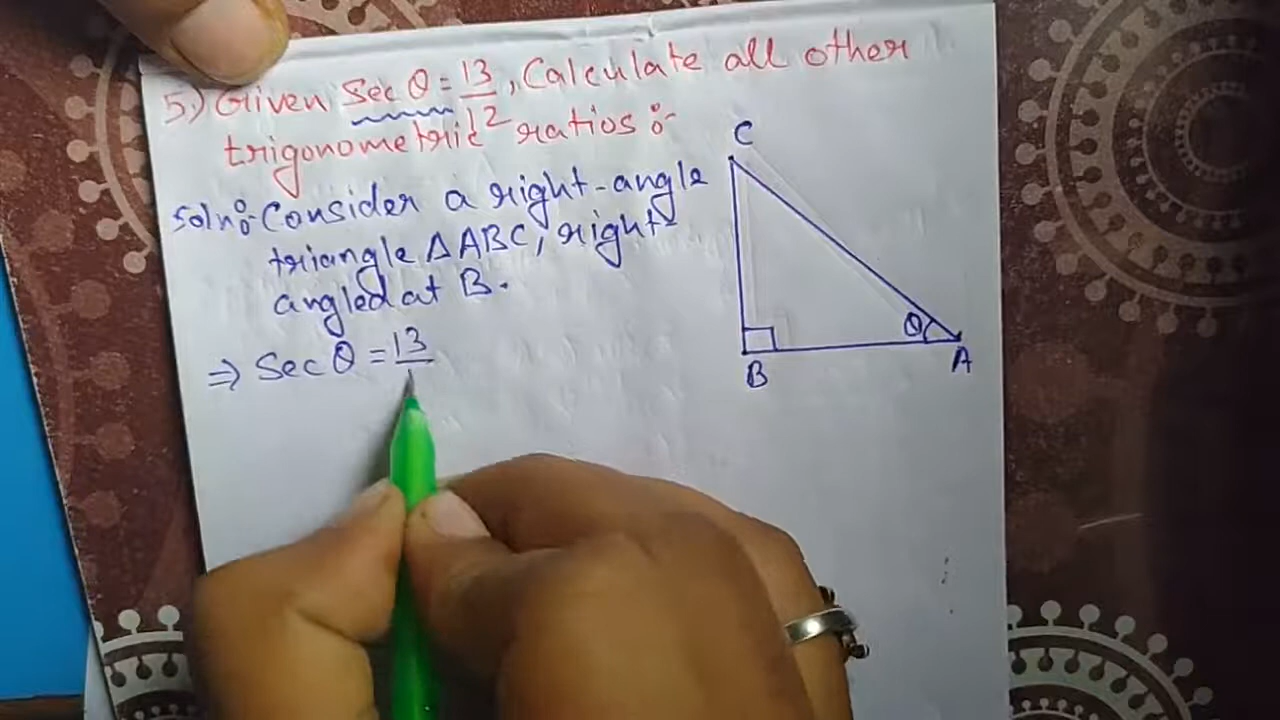 5.) Given Sec θ = 13/12, Calculate all other
trigonometric ratios :-
Soln:- Consider a right-angle
triangle ΔABC, right-
angled at B.
⇒ Sec θ = 13/1
C
θ
B
A